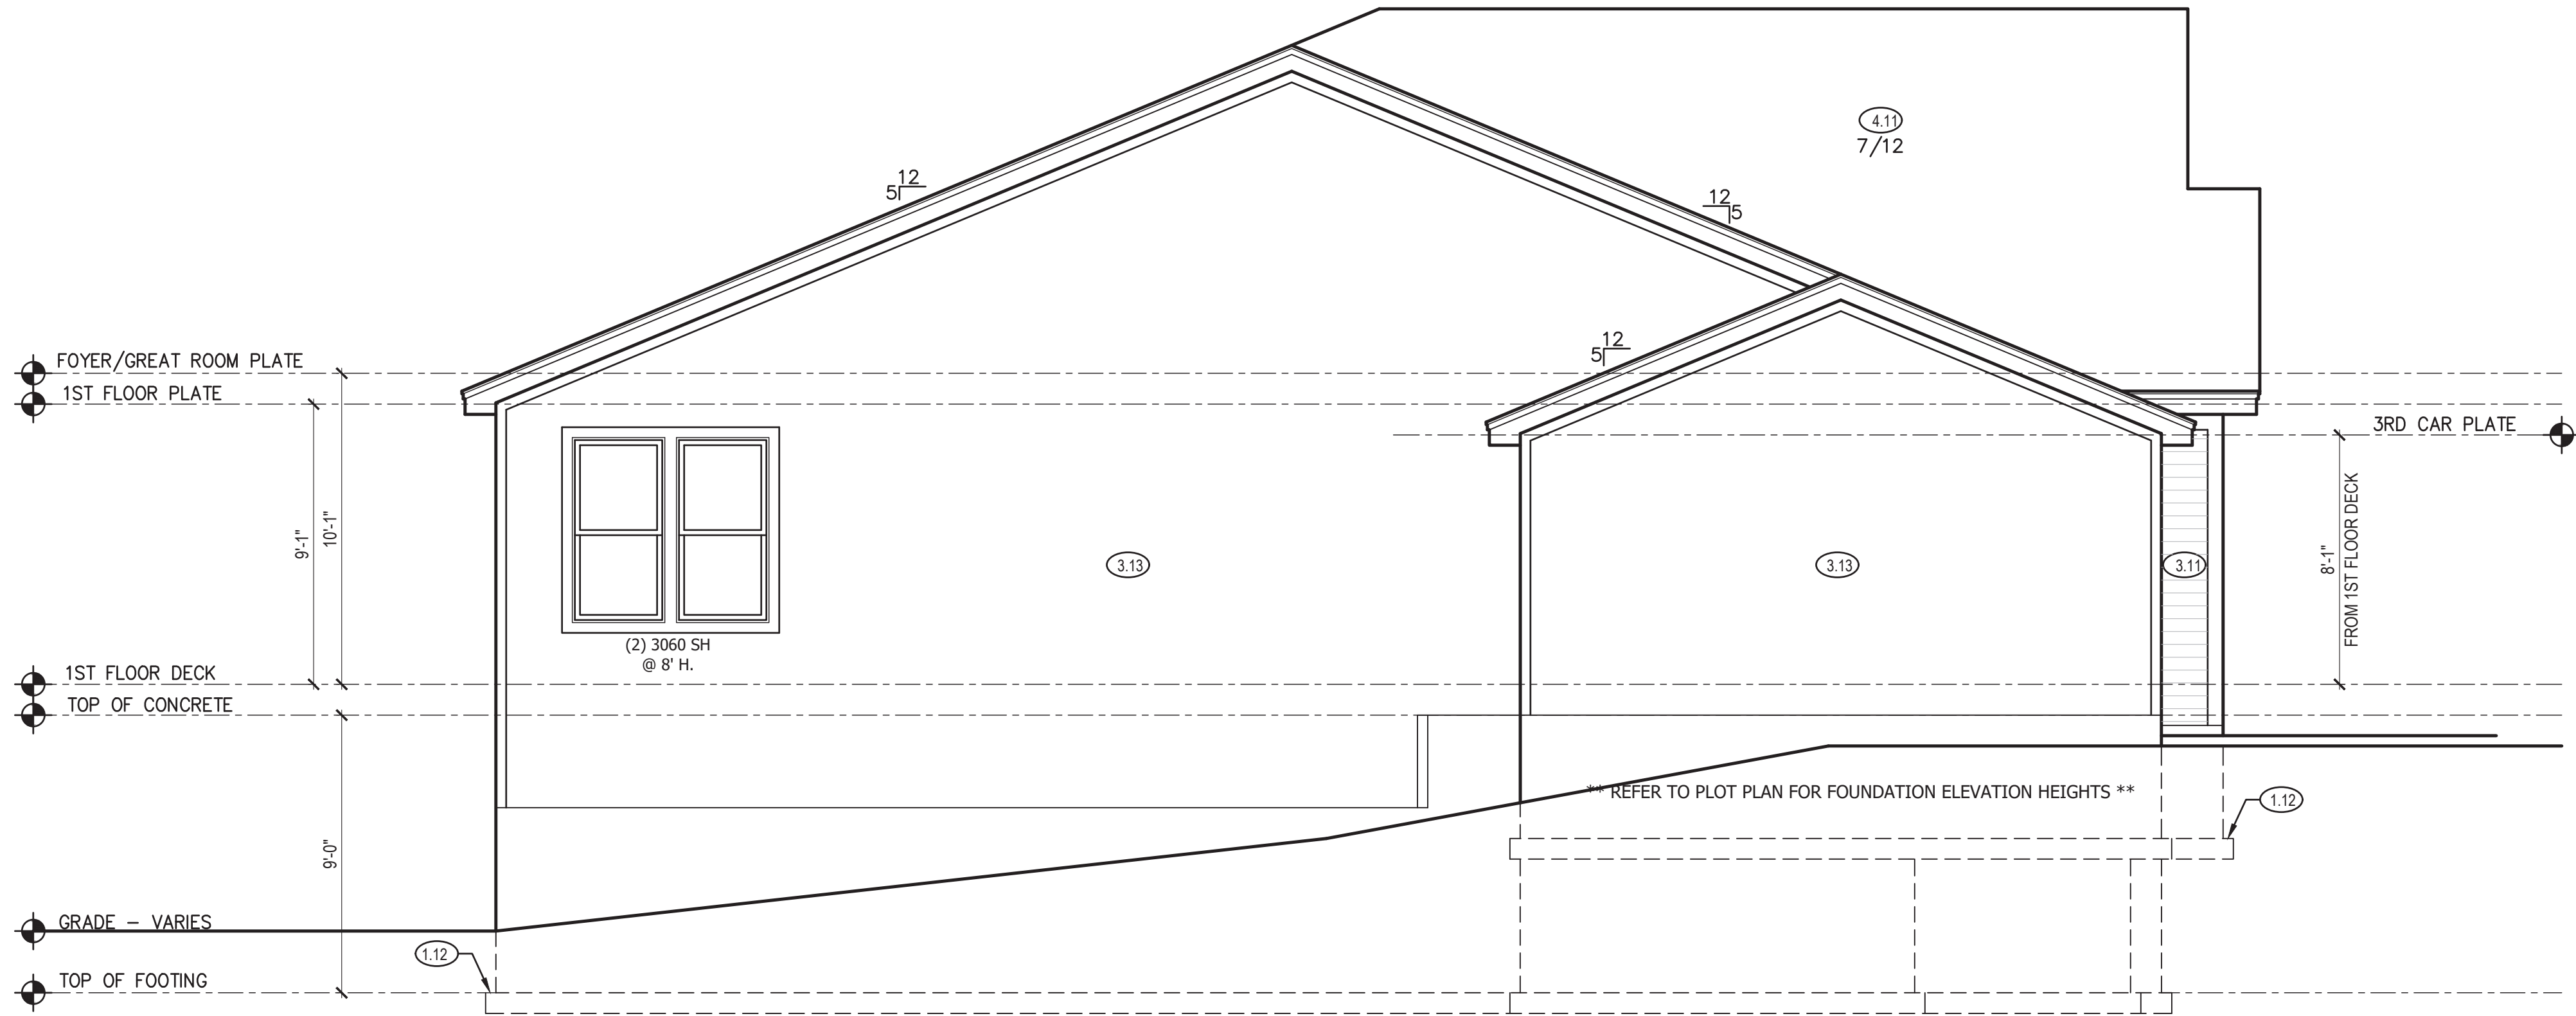 4.11
7/12
12
5
12
5
12
5
FOYER/GREAT ROOM PLATE
1ST FLOOR PLATE
3RD CAR PLATE
9'-1"
10'-1"
8'-1"
FROM 1ST FLOOR DECK
3.13
3.13
3.11
(2) 3060 SH
@ 8' H.
1ST FLOOR DECK
TOP OF CONCRETE
** REFER TO PLOT PLAN FOR FOUNDATION ELEVATION HEIGHTS **
1.12
9'-0"
GRADE – VARIES
1.12
TOP OF FOOTING